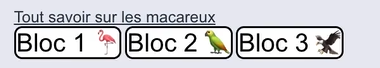 Tout savoir sur les macareux
Bloc 1 🦩 Bloc 2 🦜 Bloc 3 🦅